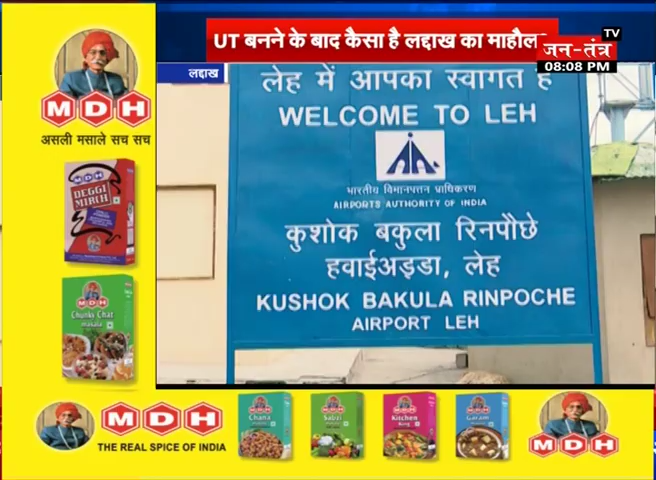 UT बनने के बाद कैसा है लद्दाख का माहौल
TV
जन-तंत्र
08:08 PM
लद्दाख
MDH
असली मसाले सच सच
MDH
DEGGI
MIRCH
MDH
Chunky Chat
masala
लेह में आपका स्वागत है
WELCOME TO LEH
भारतीय विमानपत्तन प्राधिकरण
AIRPORTS AUTHORITY OF INDIA
कुशोक बकुला रिनपौछे
हवाईअड्डा, लेह
KUSHOK BAKULA RINPOCHE
AIRPORT LEH
MDH
THE REAL SPICE OF INDIA
MDH
Chana
MDH
Sabzi
MDH
Kitchen
King
MDH
Garam
MDH